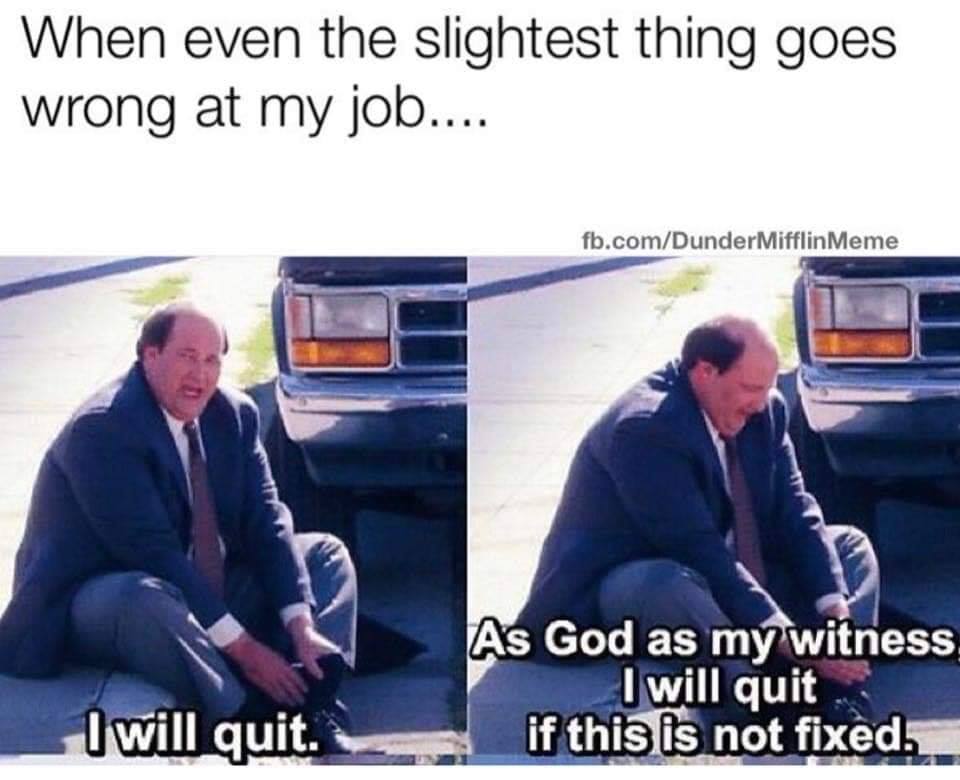 When even the slightest thing goes
wrong at my job....
fb.com/DunderMifflinMeme
I will quit.
As God as my witness,
I will quit
if this is not fixed.